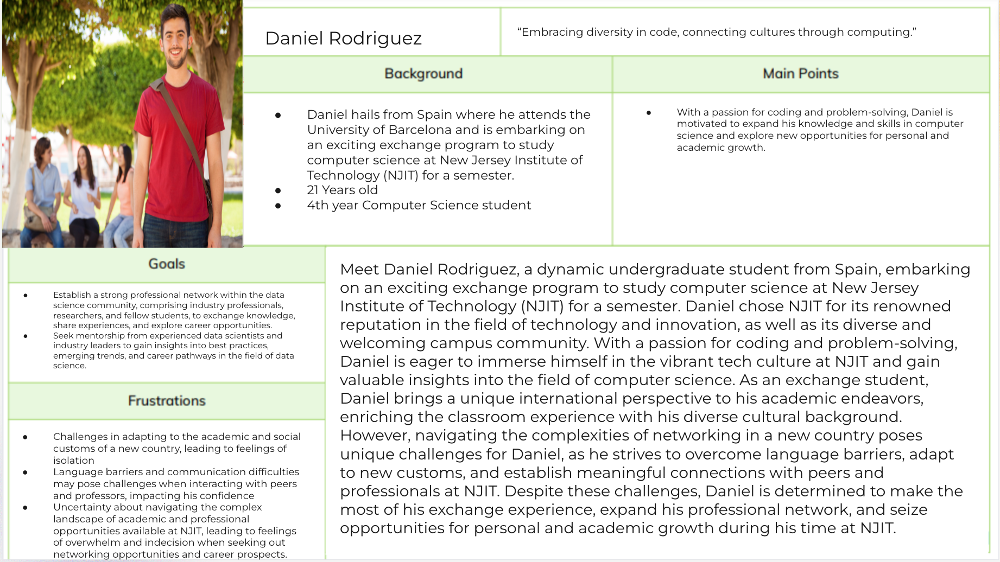 Daniel Rodriguez
“Embracing diversity in code, connecting cultures through computing.”
Background
● Daniel hails from Spain where he attends the
University of Barcelona and is embarking on
an exciting exchange program to study
computer science at New Jersey Institute of
Technology (NJIT) for a semester.
● 21 Years old
● 4th year Computer Science student
Main Points
● With a passion for coding and problem-solving, Daniel is
motivated to expand his knowledge and skills in computer
science and explore new opportunities for personal and
academic growth.
Goals
● Establish a strong professional network within the data
science community, comprising industry professionals,
researchers, and fellow students, to exchange knowledge,
share experiences, and explore career opportunities.
● Seek mentorship from experienced data scientists and
industry leaders to gain insights into best practices,
emerging trends, and career pathways in the field of data
science.
Frustrations
● Challenges in adapting to the academic and social
customs of a new country, leading to feelings of
isolation
● Language barriers and communication difficulties
may pose challenges when interacting with peers
and professors, impacting his confidence
● Uncertainty about navigating the complex
landscape of academic and professional
opportunities available at NJIT, leading to feelings
of overwhelm and indecision when seeking out
networking opportunities and career prospects.
Meet Daniel Rodriguez, a dynamic undergraduate student from Spain, embarking
on an exciting exchange program to study computer science at New Jersey
Institute of Technology (NJIT) for a semester. Daniel chose NJIT for its renowned
reputation in the field of technology and innovation, as well as its diverse and
welcoming campus community. With a passion for coding and problem-solving,
Daniel is eager to immerse himself in the vibrant tech culture at NJIT and gain
valuable insights into the field of computer science. As an exchange student,
Daniel brings a unique international perspective to his academic endeavors,
enriching the classroom experience with his diverse cultural background.
However, navigating the complexities of networking in a new country poses
unique challenges for Daniel, as he strives to overcome language barriers, adapt
to new customs, and establish meaningful connections with peers and
professionals at NJIT. Despite these challenges, Daniel is determined to make the
most of his exchange experience, expand his professional network, and seize
opportunities for personal and academic growth during his time at NJIT.